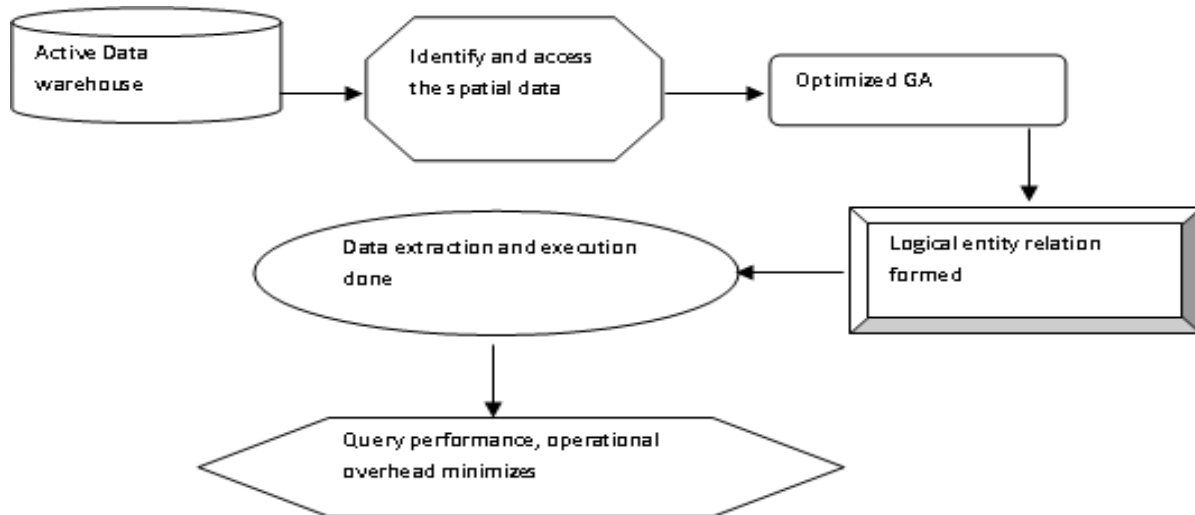 Active Data
warehouse
Identify and access
the spatial data
Optimized GA
Logical entity relation
formed
Data extraction and execution
done
Query performance, operational
overhead minimizes